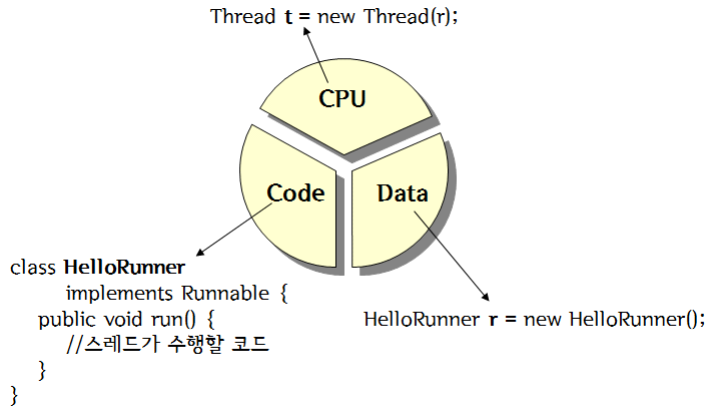 Thread t = new Thread(r);
CPU
Code
Data
class HelloRunner
implements Runnable {
public void run() {
//스레드가 수행할 코드
}
}
HelloRunner r = new HelloRunner();